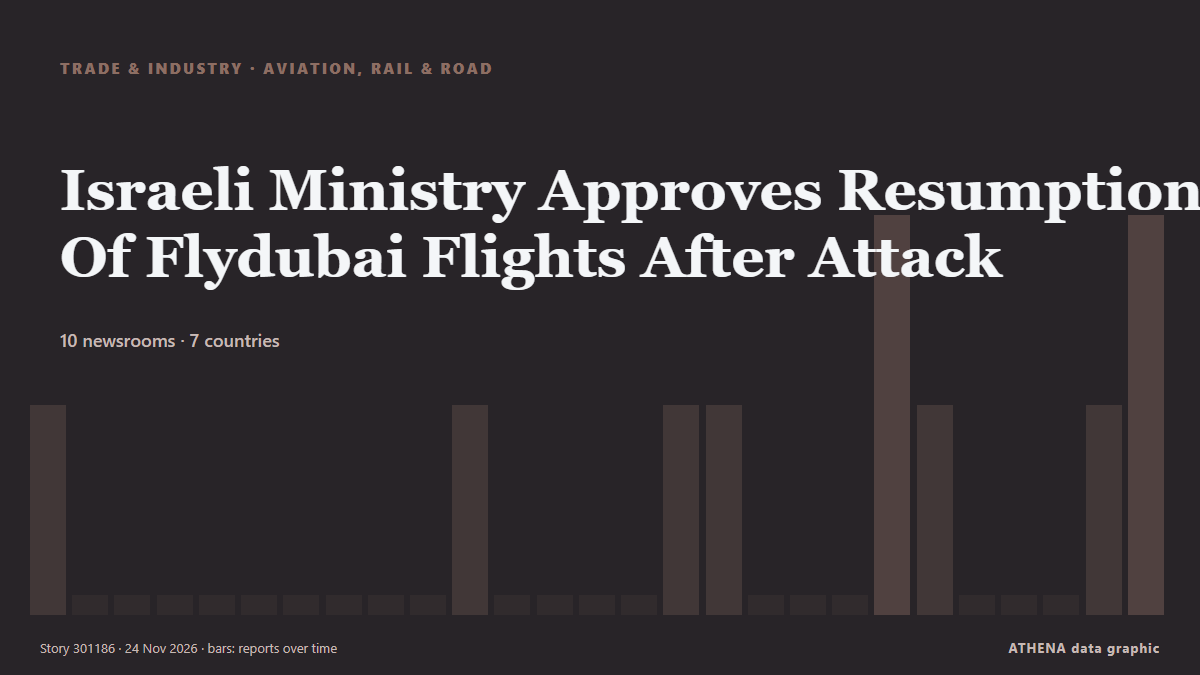 TRADE & INDUSTRY · AVIATION, RAIL & ROAD
Israeli Ministry Approves Resumption
Of Flydubai Flights After Attack
10 newsrooms · 7 countries
Story 301186 · 24 Nov 2026 · bars: reports over time
ATHENA data graphic